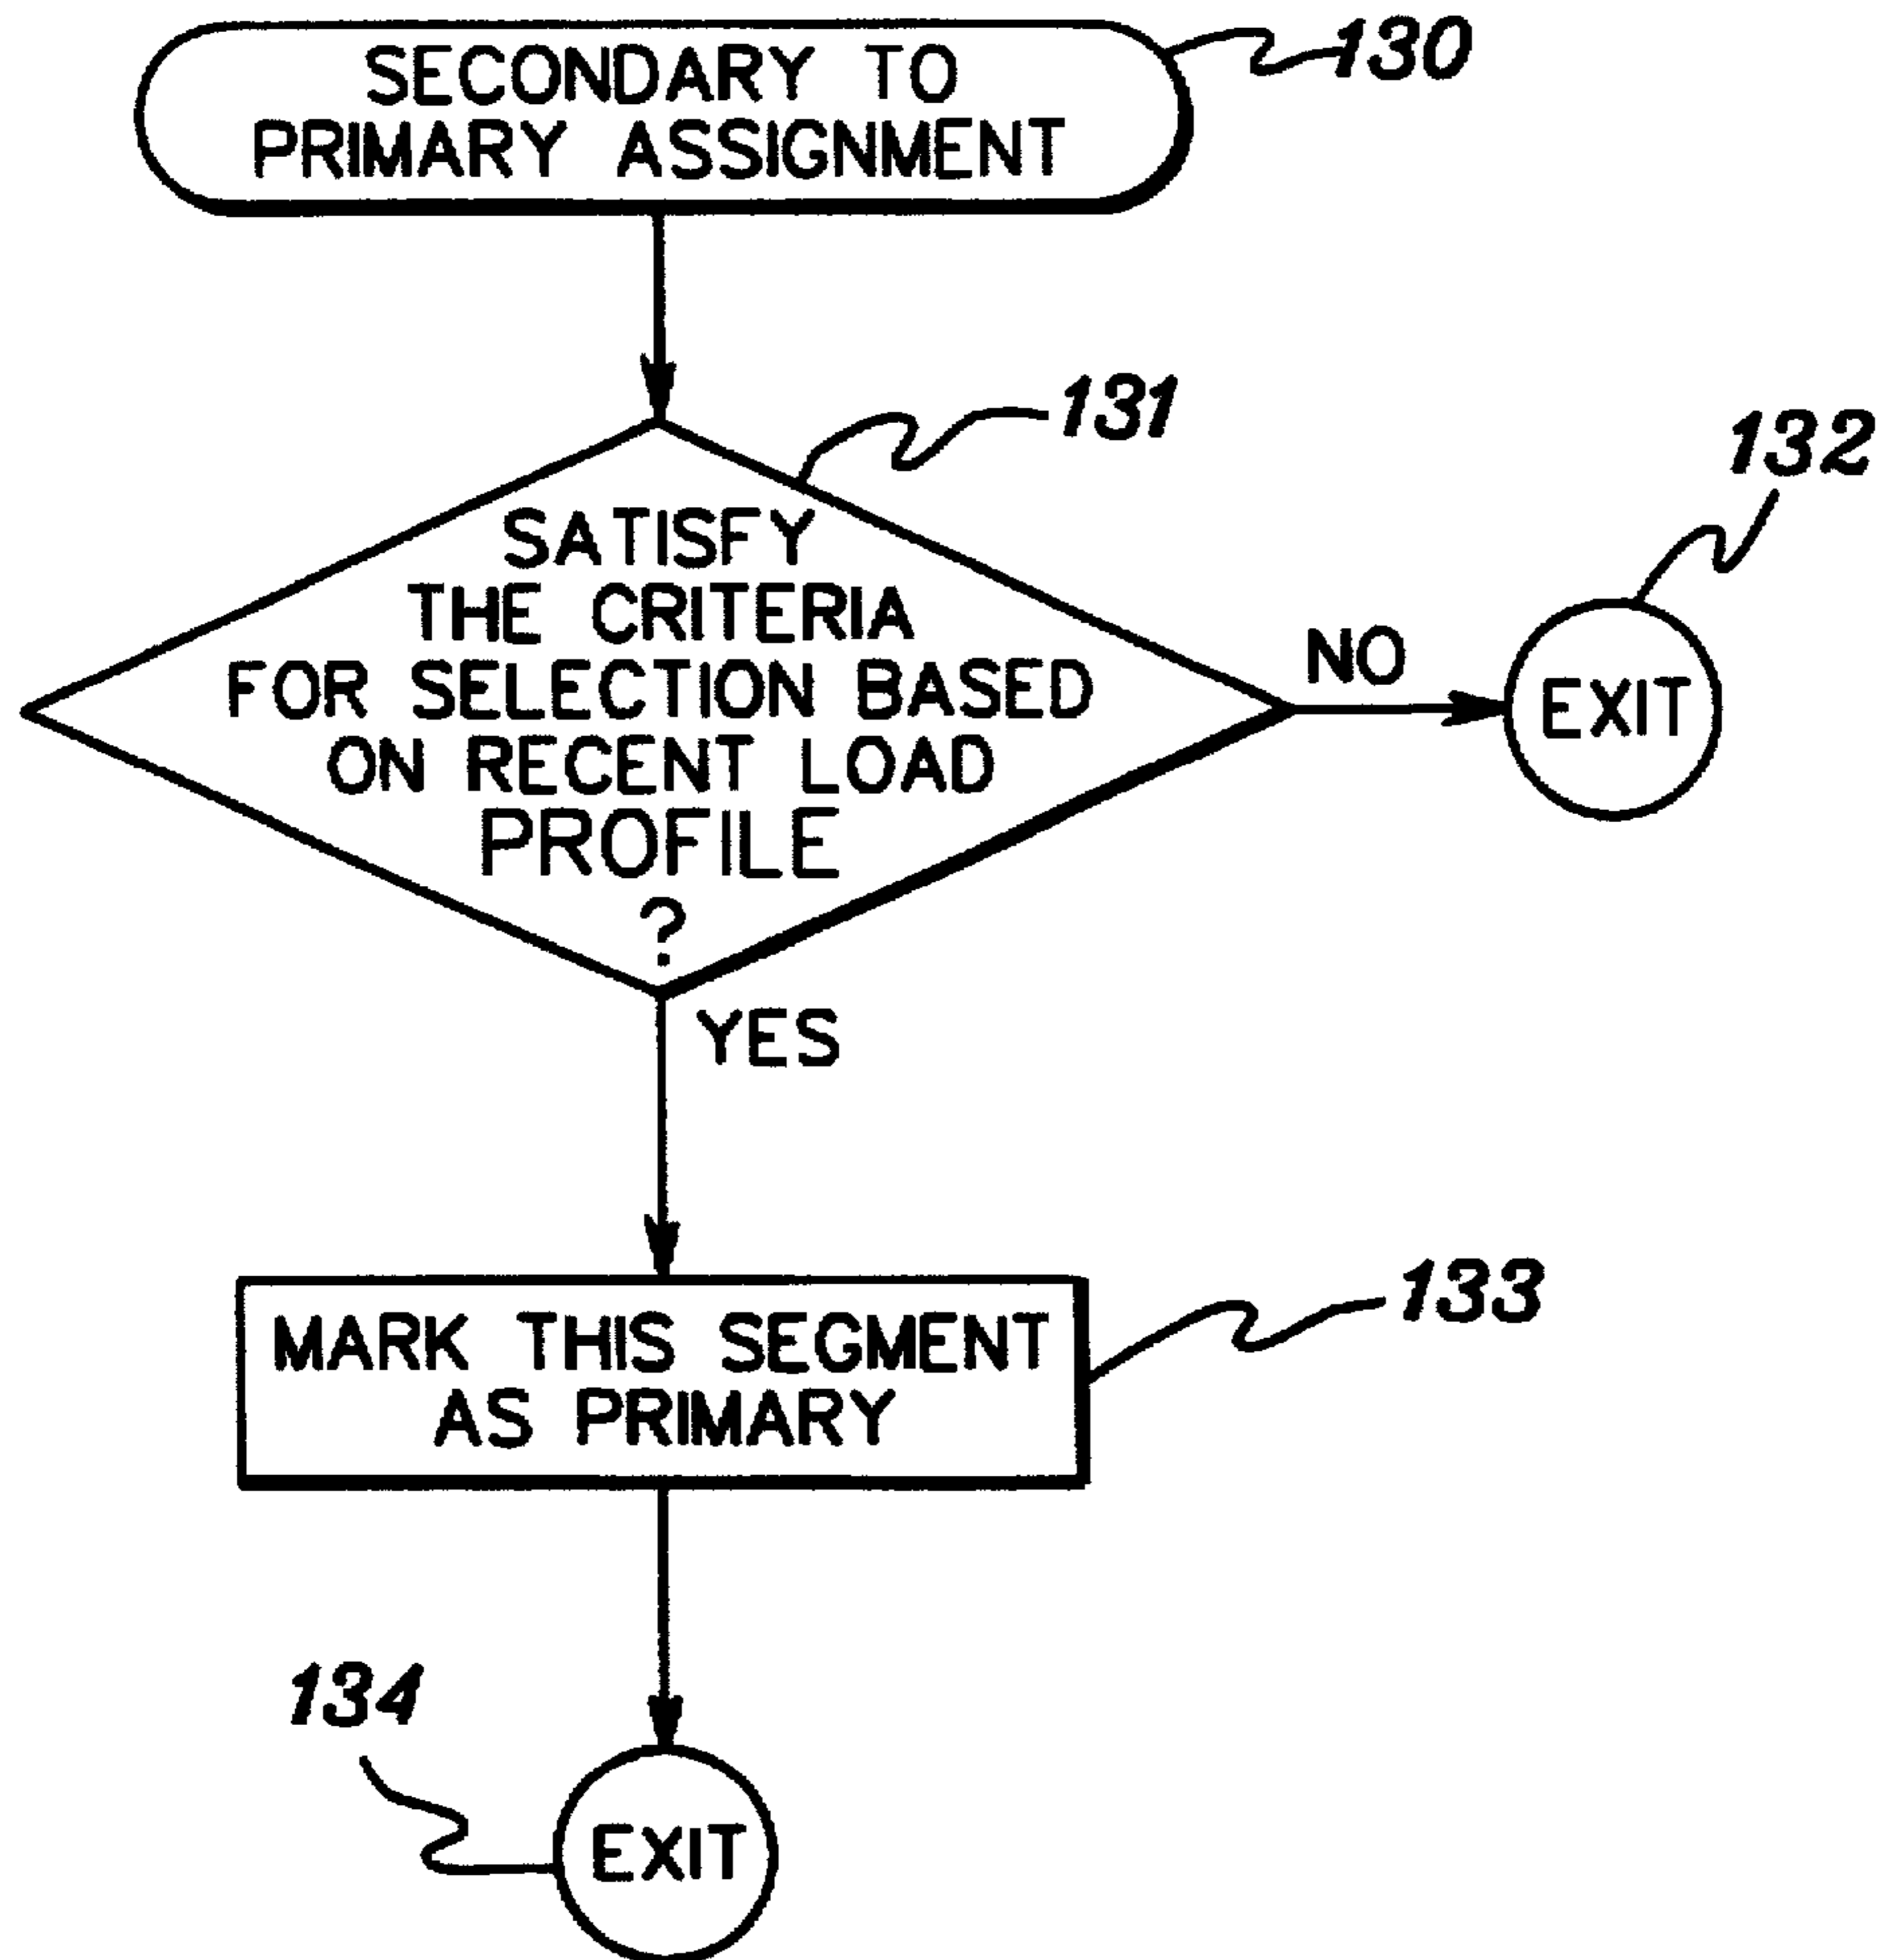 SECONDARY TO
PRIMARY ASSIGNMENT
130
131
SATISFY
THE CRITERIA
FOR SELECTION BASED
ON RECENT LOAD
PROFILE
?
NO
132
EXIT
YES
MARK THIS SEGMENT
AS PRIMARY
133
134
EXIT